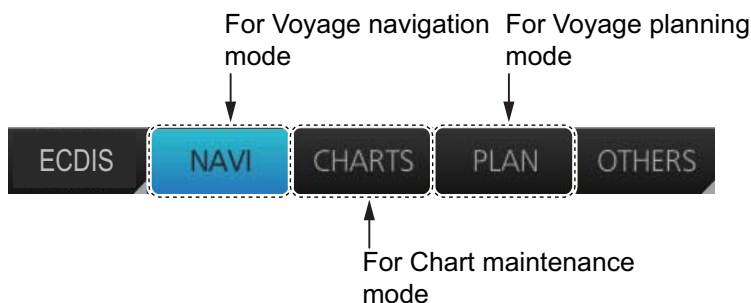 For Voyage navigation mode
For Voyage planning mode
ECDIS NAVI CHARTS PLAN OTHERS
For Chart maintenance mode